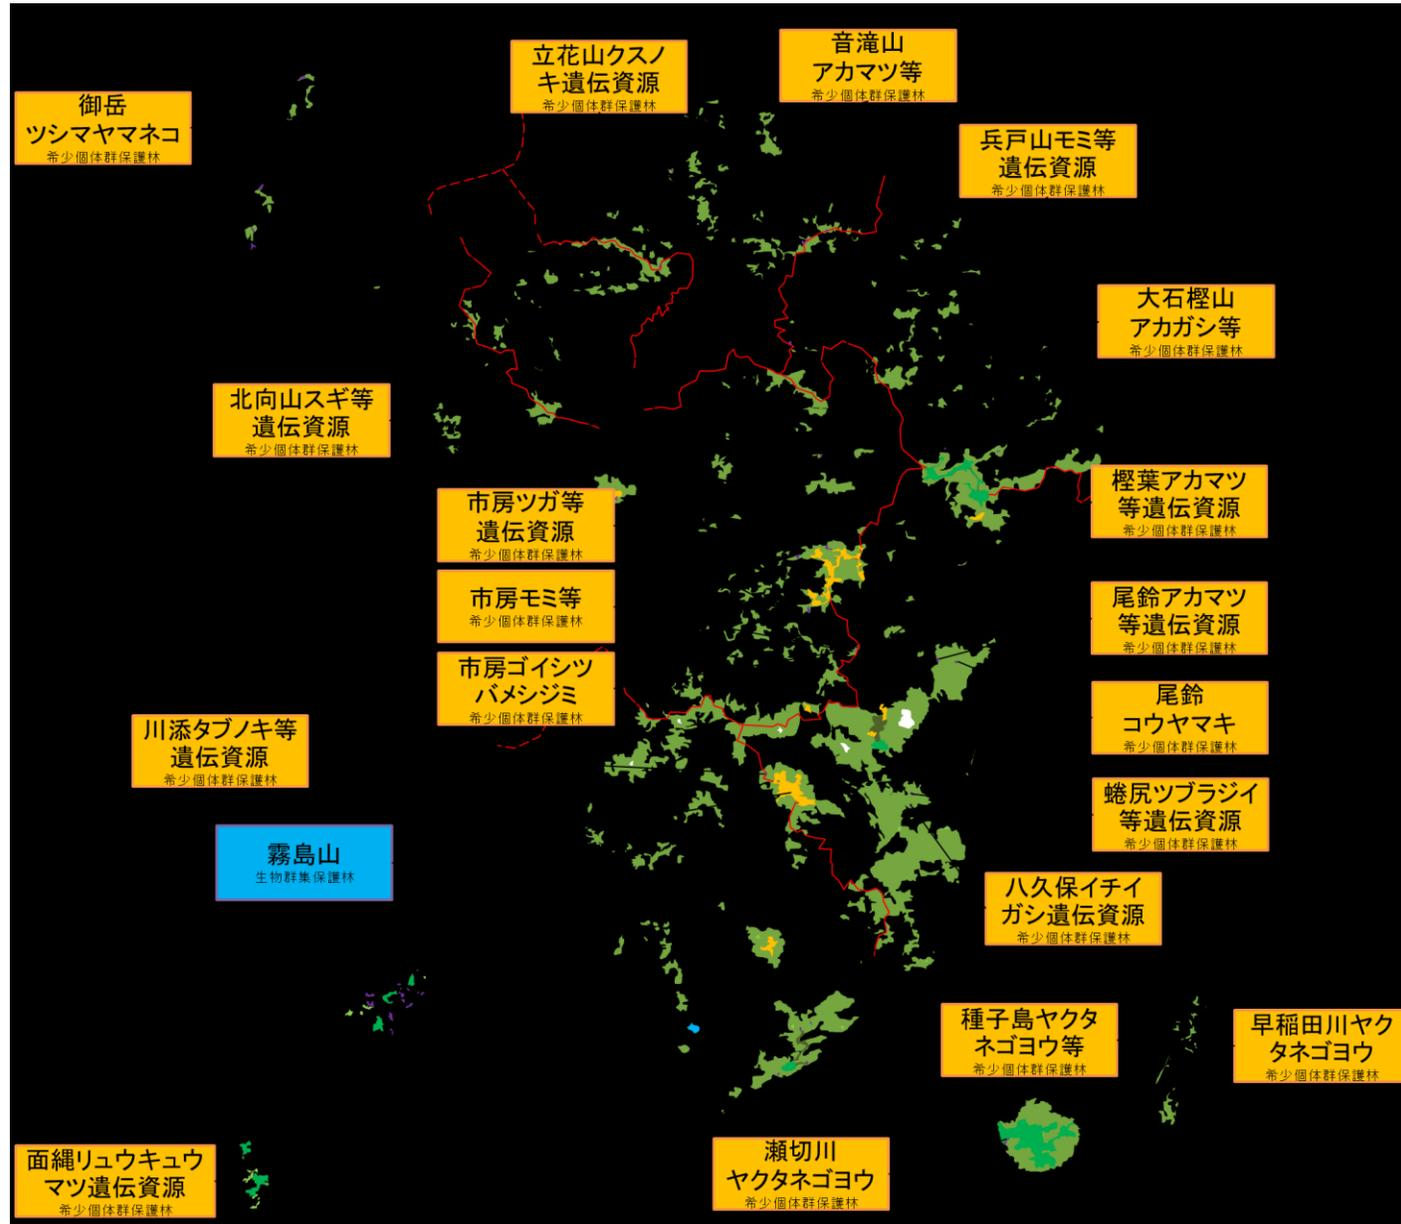 立花山クスノ
キ遺伝資源
希少個体群保護林
音滝山
アカマツ等
希少個体群保護林
御岳
ツシマヤマネコ
希少個体群保護林
兵戸山モミ等
遺伝資源
希少個体群保護林
大石樫山
アカガシ等
希少個体群保護林
北向山スギ等
遺伝資源
希少個体群保護林
樫葉アカマツ
等遺伝資源
希少個体群保護林
市房ツガ等
遺伝資源
希少個体群保護林
市房モミ等
希少個体群保護林
尾鈴アカマツ
等遺伝資源
希少個体群保護林
市房ゴイシツ
バメシジミ
希少個体群保護林
尾鈴
コウヤマキ
希少個体群保護林
川添タブノキ等
遺伝資源
希少個体群保護林
蜷尻ツブラジイ
等遺伝資源
希少個体群保護林
霧島山
生物群集保護林
八久保イチイ
ガシ遺伝資源
希少個体群保護林
種子島ヤクタ
ネゴヨウ等
希少個体群保護林
早稲田川ヤク
タネゴヨウ
希少個体群保護林
瀬切川
ヤクタネゴヨウ
希少個体群保護林
面縄リュウキュウ
マツ遺伝資源
希少個体群保護林